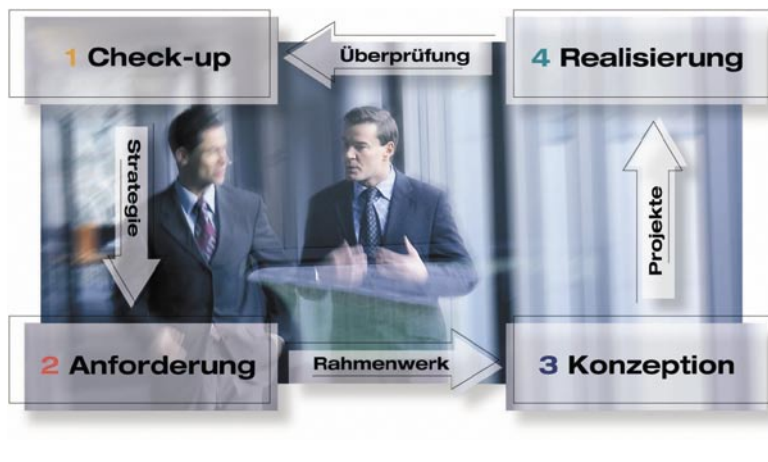 1 Check-up
Überprüfung
4 Realisierung
Strategie
Projekte
2 Anforderung
Rahmenwerk
3 Konzeption